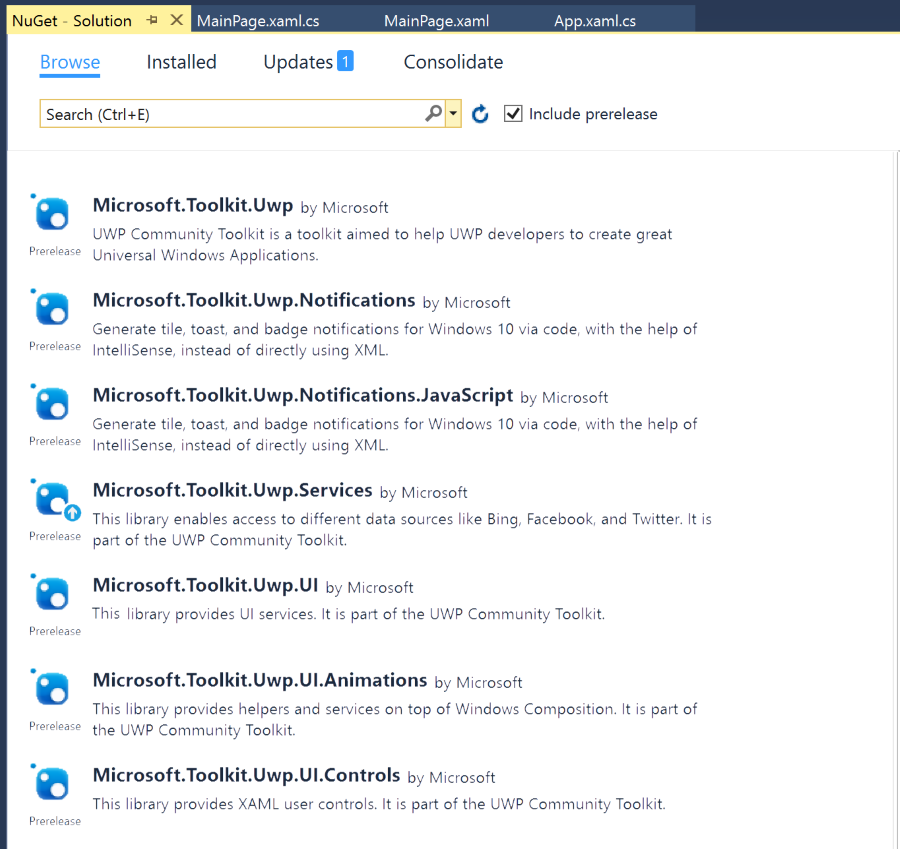 NuGet - Solution MainPage.xaml.cs MainPage.xaml App.xaml.cs
Browse Installed Updates 1 Consolidate
Search (Ctrl+E) Include prerelease
Microsoft.Toolkit.Uwp by Microsoft
UWP Community Toolkit is a toolkit aimed to help UWP developers to create great
Prerelease Universal Windows Applications.
Microsoft.Toolkit.Uwp.Notifications by Microsoft
Generate tile, toast, and badge notifications for Windows 10 via code, with the help of
Prerelease IntelliSense, instead of directly using XML.
Microsoft.Toolkit.Uwp.Notifications.JavaScript by Microsoft
Generate tile, toast, and badge notifications for Windows 10 via code, with the help of
Prerelease IntelliSense, instead of directly using XML.
Microsoft.Toolkit.Uwp.Services by Microsoft
This library enables access to different data sources like Bing, Facebook, and Twitter. It is
Prerelease part of the UWP Community Toolkit.
Microsoft.Toolkit.Uwp.UI by Microsoft
This library provides UI services. It is part of the UWP Community Toolkit.
Prerelease
Microsoft.Toolkit.Uwp.UI.Animations by Microsoft
This library provides helpers and services on top of Windows Composition. It is part of
Prerelease the UWP Community Toolkit.
Microsoft.Toolkit.Uwp.UI.Controls by Microsoft
This library provides XAML user controls. It is part of the UWP Community Toolkit.
Prerelease